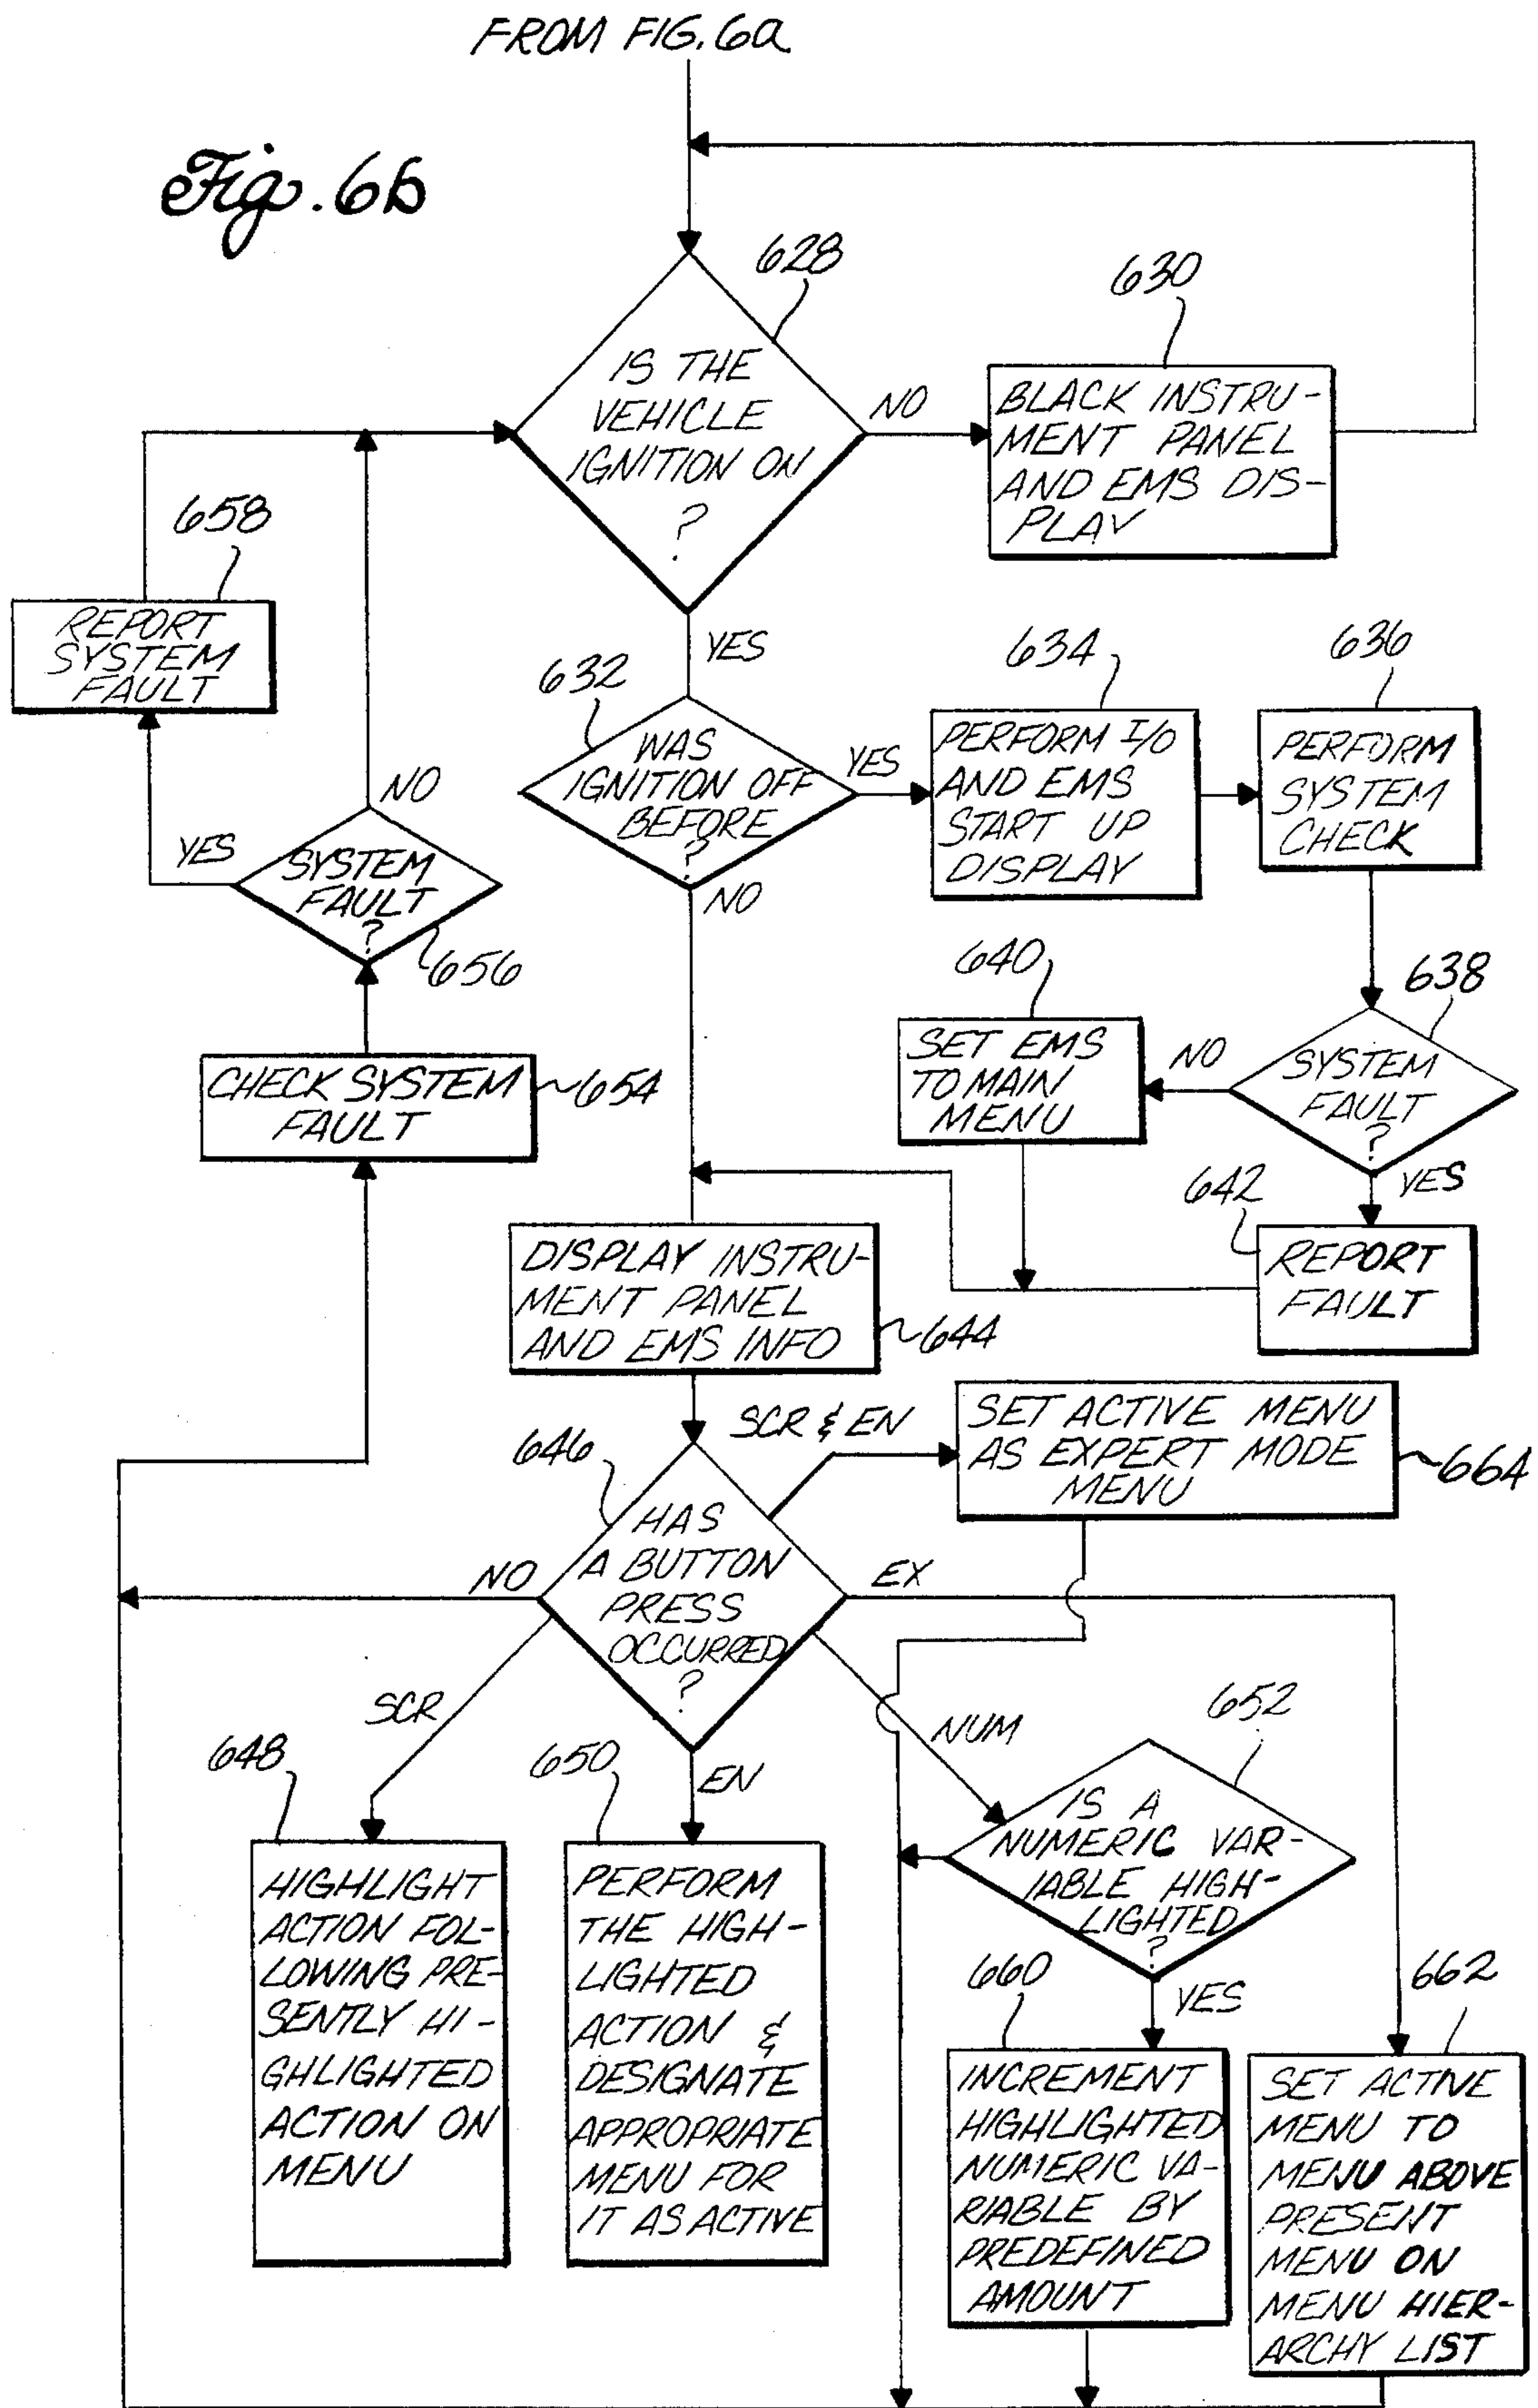 FROM FIG. 6a
Fig. 6b
628
630
IS THE
VEHICLE
IGNITION ON
?
NO
BLACK INSTRU-
MENT PANEL
AND EMS DIS-
PLAY
658
REPORT
SYSTEM
FAULT
YES
632
634
636
WAS
IGNITION OFF
BEFORE
?
YES
PERFORM I/O
AND EMS
START UP
DISPLAY
PERFORM
SYSTEM
CHECK
NO
YES
SYSTEM
FAULT
?
656
NO
640
638
SET EMS
TO MAIN
MENU
NO
SYSTEM
FAULT
?
YES
CHECK SYSTEM
FAULT
654
642
REPORT
FAULT
DISPLAY INSTRU-
MENT PANEL
AND EMS INFO
644
646
SCR & EN
SET ACTIVE MENU
AS EXPERT MODE
MENU
664
HAS
A BUTTON
PRESS
OCCURRED
?
NO
EX
SCR
EN
NUM
648
650
652
IS A
NUMERIC VAR-
IABLE HIGH-
LIGHTED
?
YES
HIGHLIGHT
ACTION FOL-
LOWING PRE-
SENTLY HI-
GHLIGHTED
ACTION ON
MENU
PERFORM
THE HIGH-
LIGHTED
ACTION &
DESIGNATE
APPROPRIATE
MENU FOR
IT AS ACTIVE
660
INCREMENT
HIGHLIGHTED
NUMERIC VA-
RIABLE BY
PREDEFINED
AMOUNT
662
SET ACTIVE
MENU TO
MENU ABOVE
PRESENT
MENU ON
MENU HIER-
ARCHY LIST